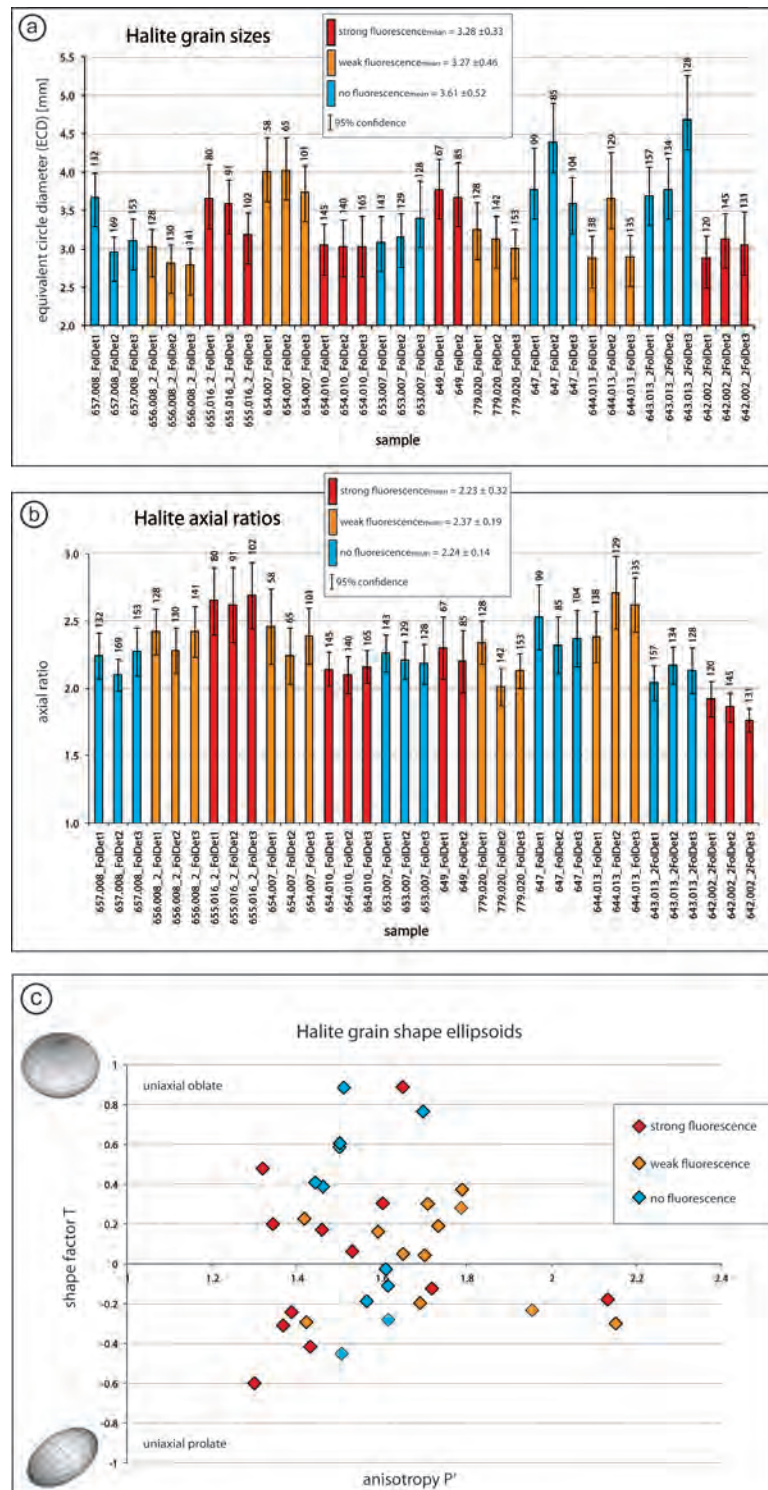 a
Halite grain sizes
strong fluorescencemean = 3.28 ±0.33
weak fluorescencemean = 3.27 ±0.46
no fluorescencemean = 3.61 ±0.52
95% confidence
equivalent circle diameter (ECD) [mm]
5.5
5.0
4.5
4.0
3.5
3.0
2.5
2.0
132
169
153
128
130
141
80
91
102
58
65
101
145
140
165
143
129
128
67
85
128
142
153
99
85
104
138
129
135
157
134
128
120
145
131
657.008_FolDet1
657.008_FolDet2
657.008_FolDet3
656.008_2_FolDet1
656.008_2_FolDet2
656.008_2_FolDet3
655.016_2_FolDet1
655.016_2_FolDet2
655.016_2_FolDet3
654.007_FolDet1
654.007_FolDet2
654.007_FolDet3
654.010_FolDet1
654.010_FolDet2
654.010_FolDet3
653.007_FolDet1
653.007_FolDet2
653.007_FolDet3
649_FolDet1
649_FolDet2
779.020_FolDet1
779.020_FolDet2
779.020_FolDet3
647_FolDet1
647_FolDet2
647_FolDet3
644.013_FolDet1
644.013_FolDet2
644.013_FolDet3
643.013_2FolDet1
643.013_2FolDet2
643.013_2FolDet3
642.002_2FolDet1
642.002_2FolDet2
642.002_2FolDet3
sample
b
Halite axial ratios
strong fluorescencemean = 2.23 ± 0.32
weak fluorescencemean = 2.37 ± 0.19
no fluorescencemean = 2.24 ± 0.14
95% confidence
axial ratio
3.0
2.5
2.0
1.5
1.0
132
169
153
128
130
141
80
91
102
58
65
101
145
140
165
143
129
128
67
85
128
142
153
99
85
104
138
129
135
157
134
128
120
145
131
657.008_FolDet1
657.008_FolDet2
657.008_FolDet3
656.008_2_FolDet1
656.008_2_FolDet2
656.008_2_FolDet3
655.016_2_FolDet1
655.016_2_FolDet2
655.016_2_FolDet3
654.007_FolDet1
654.007_FolDet2
654.007_FolDet3
654.010_FolDet1
654.010_FolDet2
654.010_FolDet3
653.007_FolDet1
653.007_FolDet2
653.007_FolDet3
649_FolDet1
649_FolDet2
779.020_FolDet1
779.020_FolDet2
779.020_FolDet3
647_FolDet1
647_FolDet2
647_FolDet3
644.013_FolDet1
644.013_FolDet2
644.013_FolDet3
643.013_2FolDet1
643.013_2FolDet2
643.013_2FolDet3
642.002_2FolDet1
642.002_2FolDet2
642.002_2FolDet3
sample
c
Halite grain shape ellipsoids
uniaxial oblate
strong fluorescence
weak fluorescence
no fluorescence
shape factor T
1
0.8
0.6
0.4
0.2
0
-0.2
-0.4
-0.6
-0.8
-1
1
1.2
1.4
1.6
1.8
2
2.2
2.4
uniaxial prolate
anisotropy P'